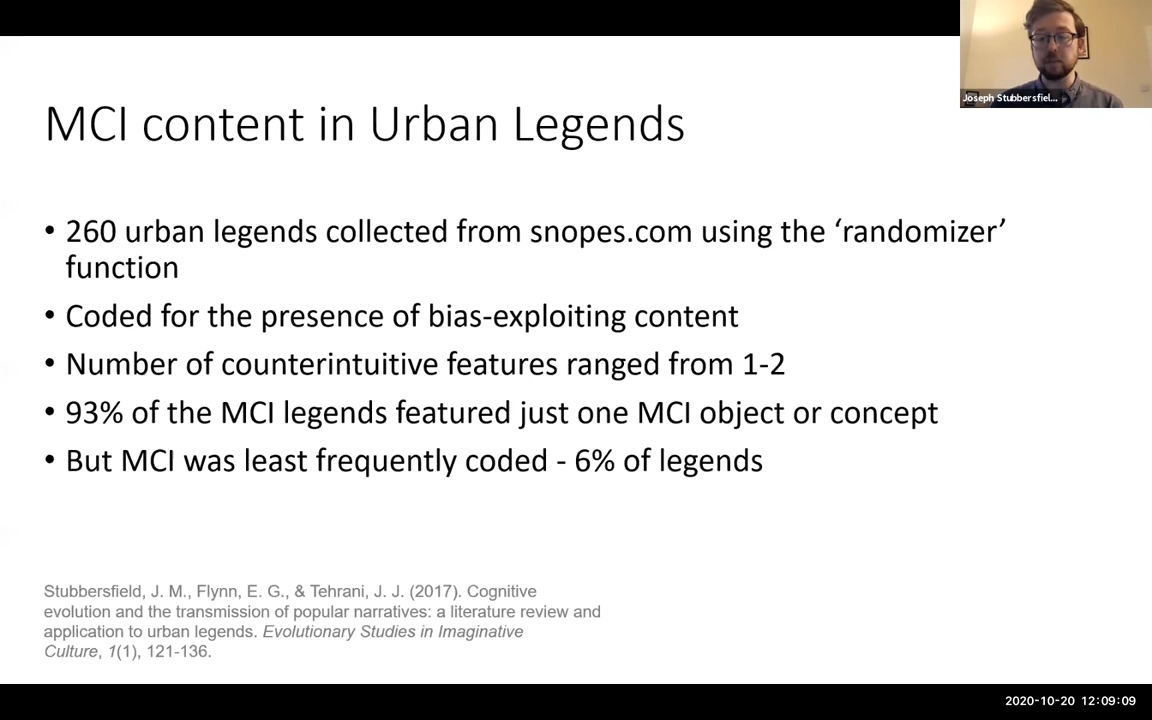 Joseph Stubbersfiel...
MCI content in Urban Legends
• 260 urban legends collected from snopes.com using the ‘randomizer’
function
• Coded for the presence of bias-exploiting content
• Number of counterintuitive features ranged from 1-2
• 93% of the MCI legends featured just one MCI object or concept
• But MCI was least frequently coded - 6% of legends
Stubbersfield, J. M., Flynn, E. G., & Tehrani, J. J. (2017). Cognitive
evolution and the transmission of popular narratives: a literature review and
application to urban legends. Evolutionary Studies in Imaginative
Culture, 1(1), 121-136.
2020-10-20 12:09:09